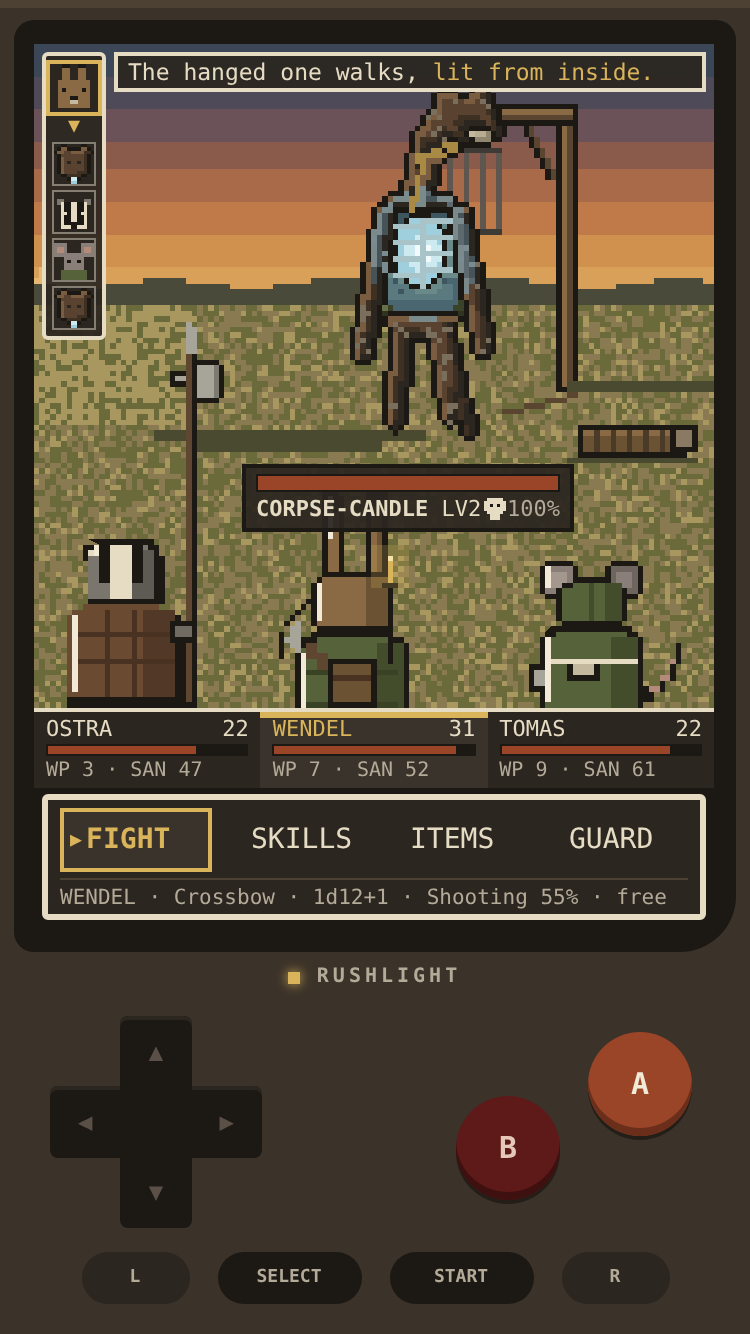 The hanged one walks, lit from inside.
CORPSE-CANDLE LV2 100%
OSTRA 22
WP 3 · SAN 47
WENDEL 31
WP 7 · SAN 52
TOMAS 22
WP 9 · SAN 61
▶FIGHT SKILLS ITEMS GUARD
WENDEL · Crossbow · 1d12+1 · Shooting 55% · free
RUSHLIGHT
A
B
L SELECT START R